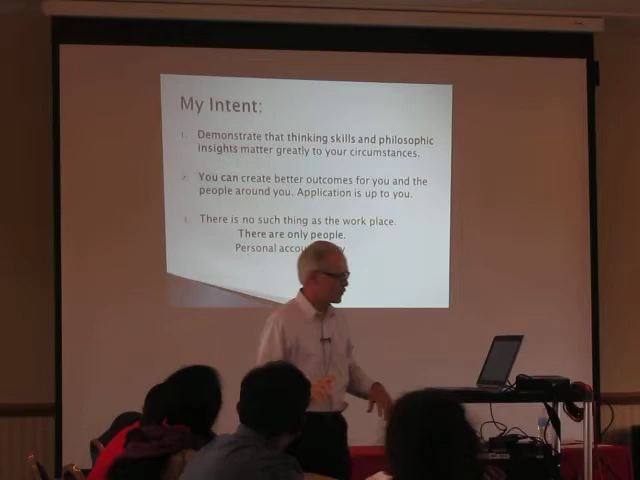 My Intent:
1. Demonstrate that thinking skills and philosophic
insights matter greatly to your circumstances.
2. You can create better outcomes for you and the
people around you. Application is up to you.
3. There is no such thing as the work place.
There are only people.
Personal